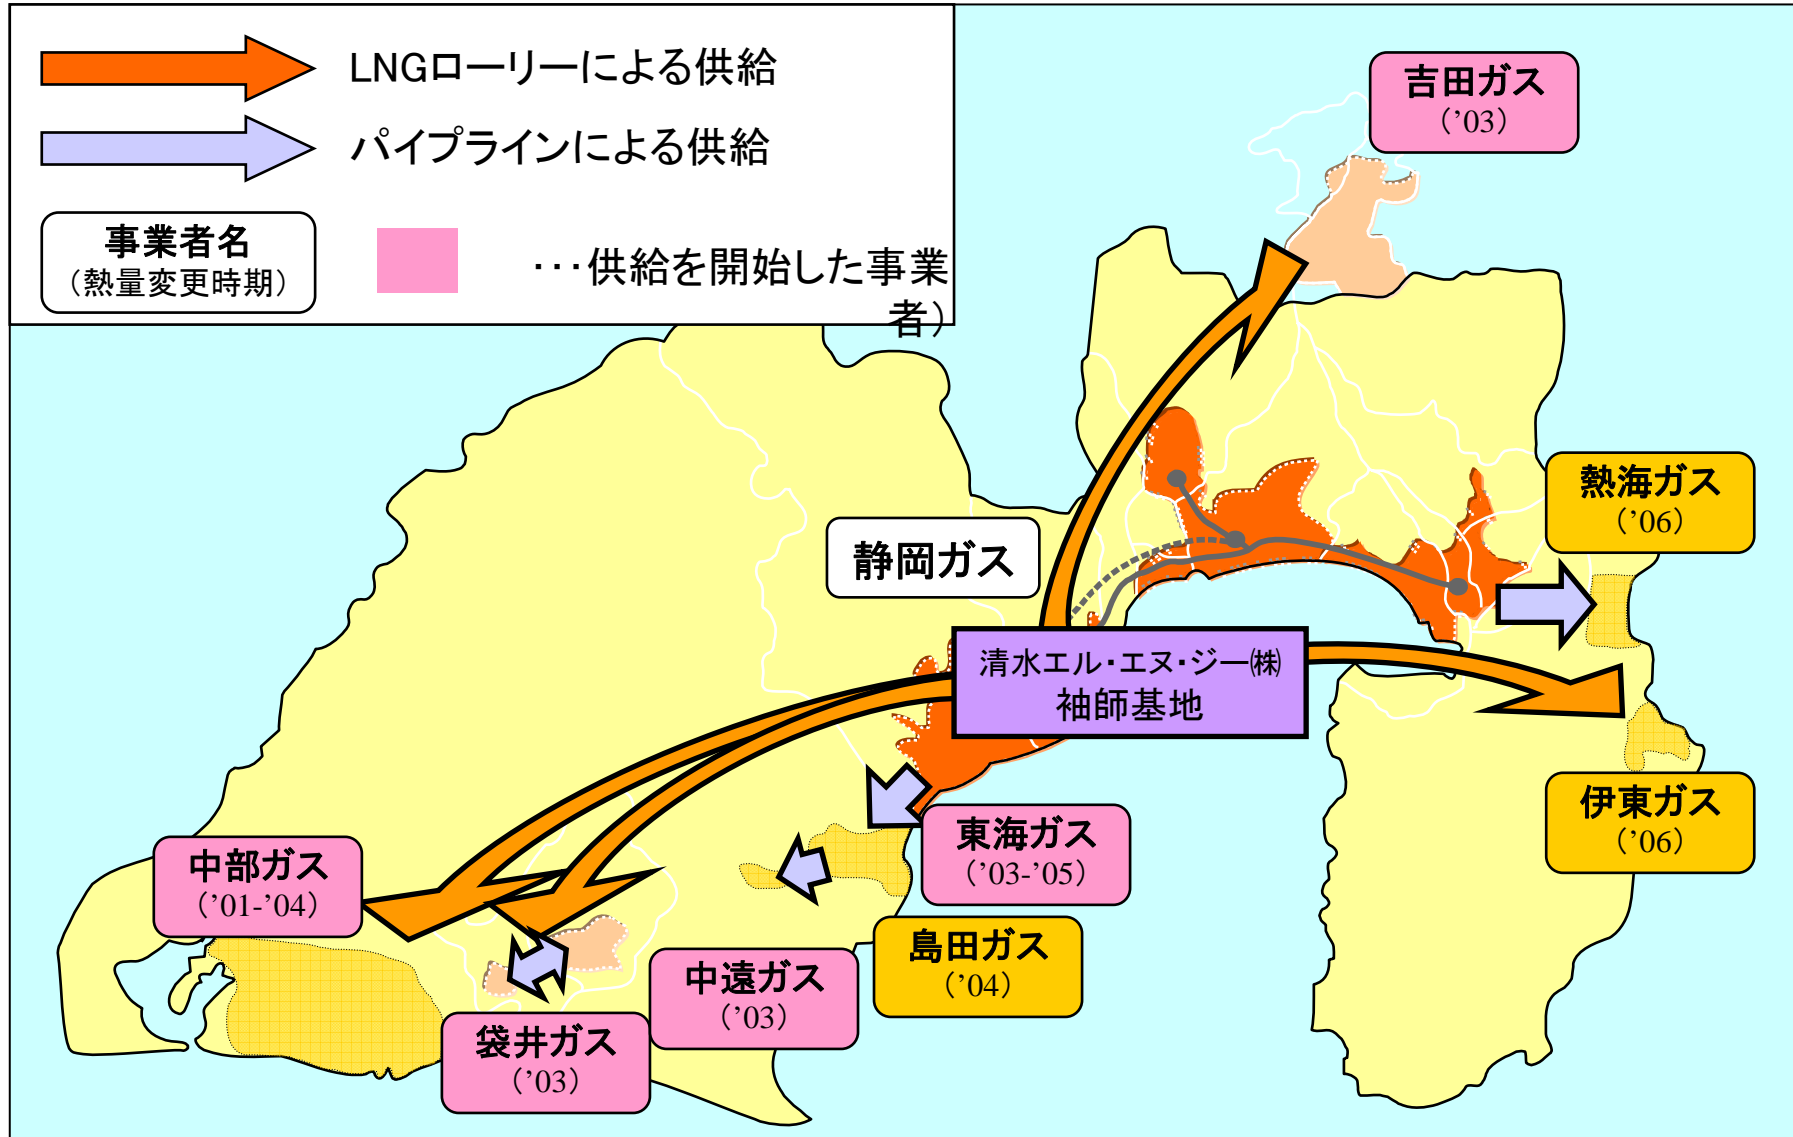 LNGローリーによる供給
パイプラインによる供給
事業者名
(熱量変更時期)
・・・供給を開始した事業
者)
吉田ガス
(’03)
熱海ガス
(’06)
静岡ガス
清水エル・エヌ・ジー㈱
袖師基地
伊東ガス
(’06)
東海ガス
(’03-’05)
中部ガス
(’01-’04)
島田ガス
(’04)
中遠ガス
(’03)
袋井ガス
(’03)